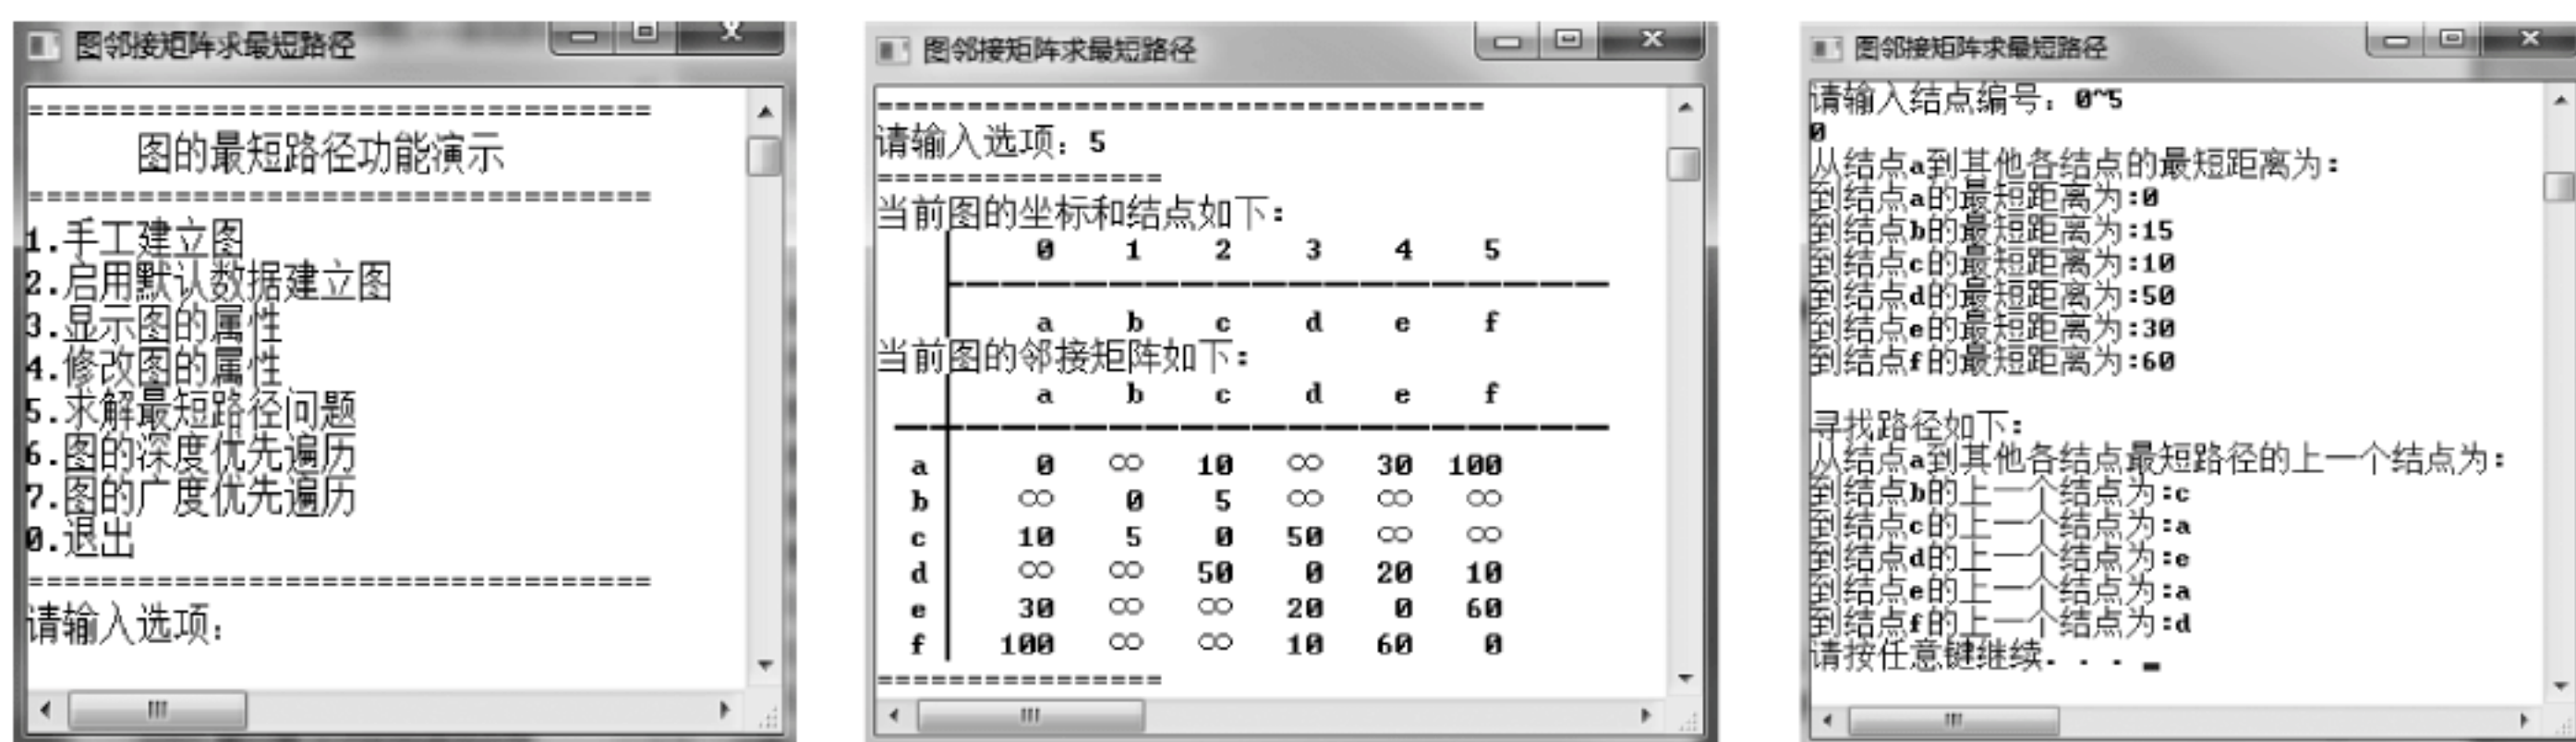 图邻接矩阵求最短路径
==================================
图的最短路径功能演示
==================================
1.手工建立图
2.启用默认数据建立图
3.显示图的属性
4.修改图的属性
5.求解最短路径问题
6.图的深度优先遍历
7.图的广度优先遍历
0.退出
==================================
请输入选项:
图邻接矩阵求最短路径
==================================
请输入选项: 5
================
当前图的坐标和结点如下:
0 1 2 3 4 5
a b c d e f
当前图的邻接矩阵如下:
a b c d e f
a 0 ∞ 10 ∞ 30 100
b ∞ 0 5 ∞ ∞ ∞
c 10 5 0 50 ∞ ∞
d ∞ ∞ 50 0 20 10
e 30 ∞ ∞ 20 0 60
f 100 ∞ ∞ 10 60 0
================
图邻接矩阵求最短路径
请输入结点编号: 0~5
0
从结点a到其他各结点的最短距离为:
到结点a的最短距离为:0
到结点b的最短距离为:15
到结点c的最短距离为:10
到结点d的最短距离为:50
到结点e的最短距离为:30
到结点f的最短距离为:60
寻找路径如下:
从结点a到其他各结点最短路径的上一个结点为:
到结点b的上一个结点为:c
到结点c的上一个结点为:a
到结点d的上一个结点为:e
到结点e的上一个结点为:a
到结点f的上一个结点为:d
请按任意键继续. . .